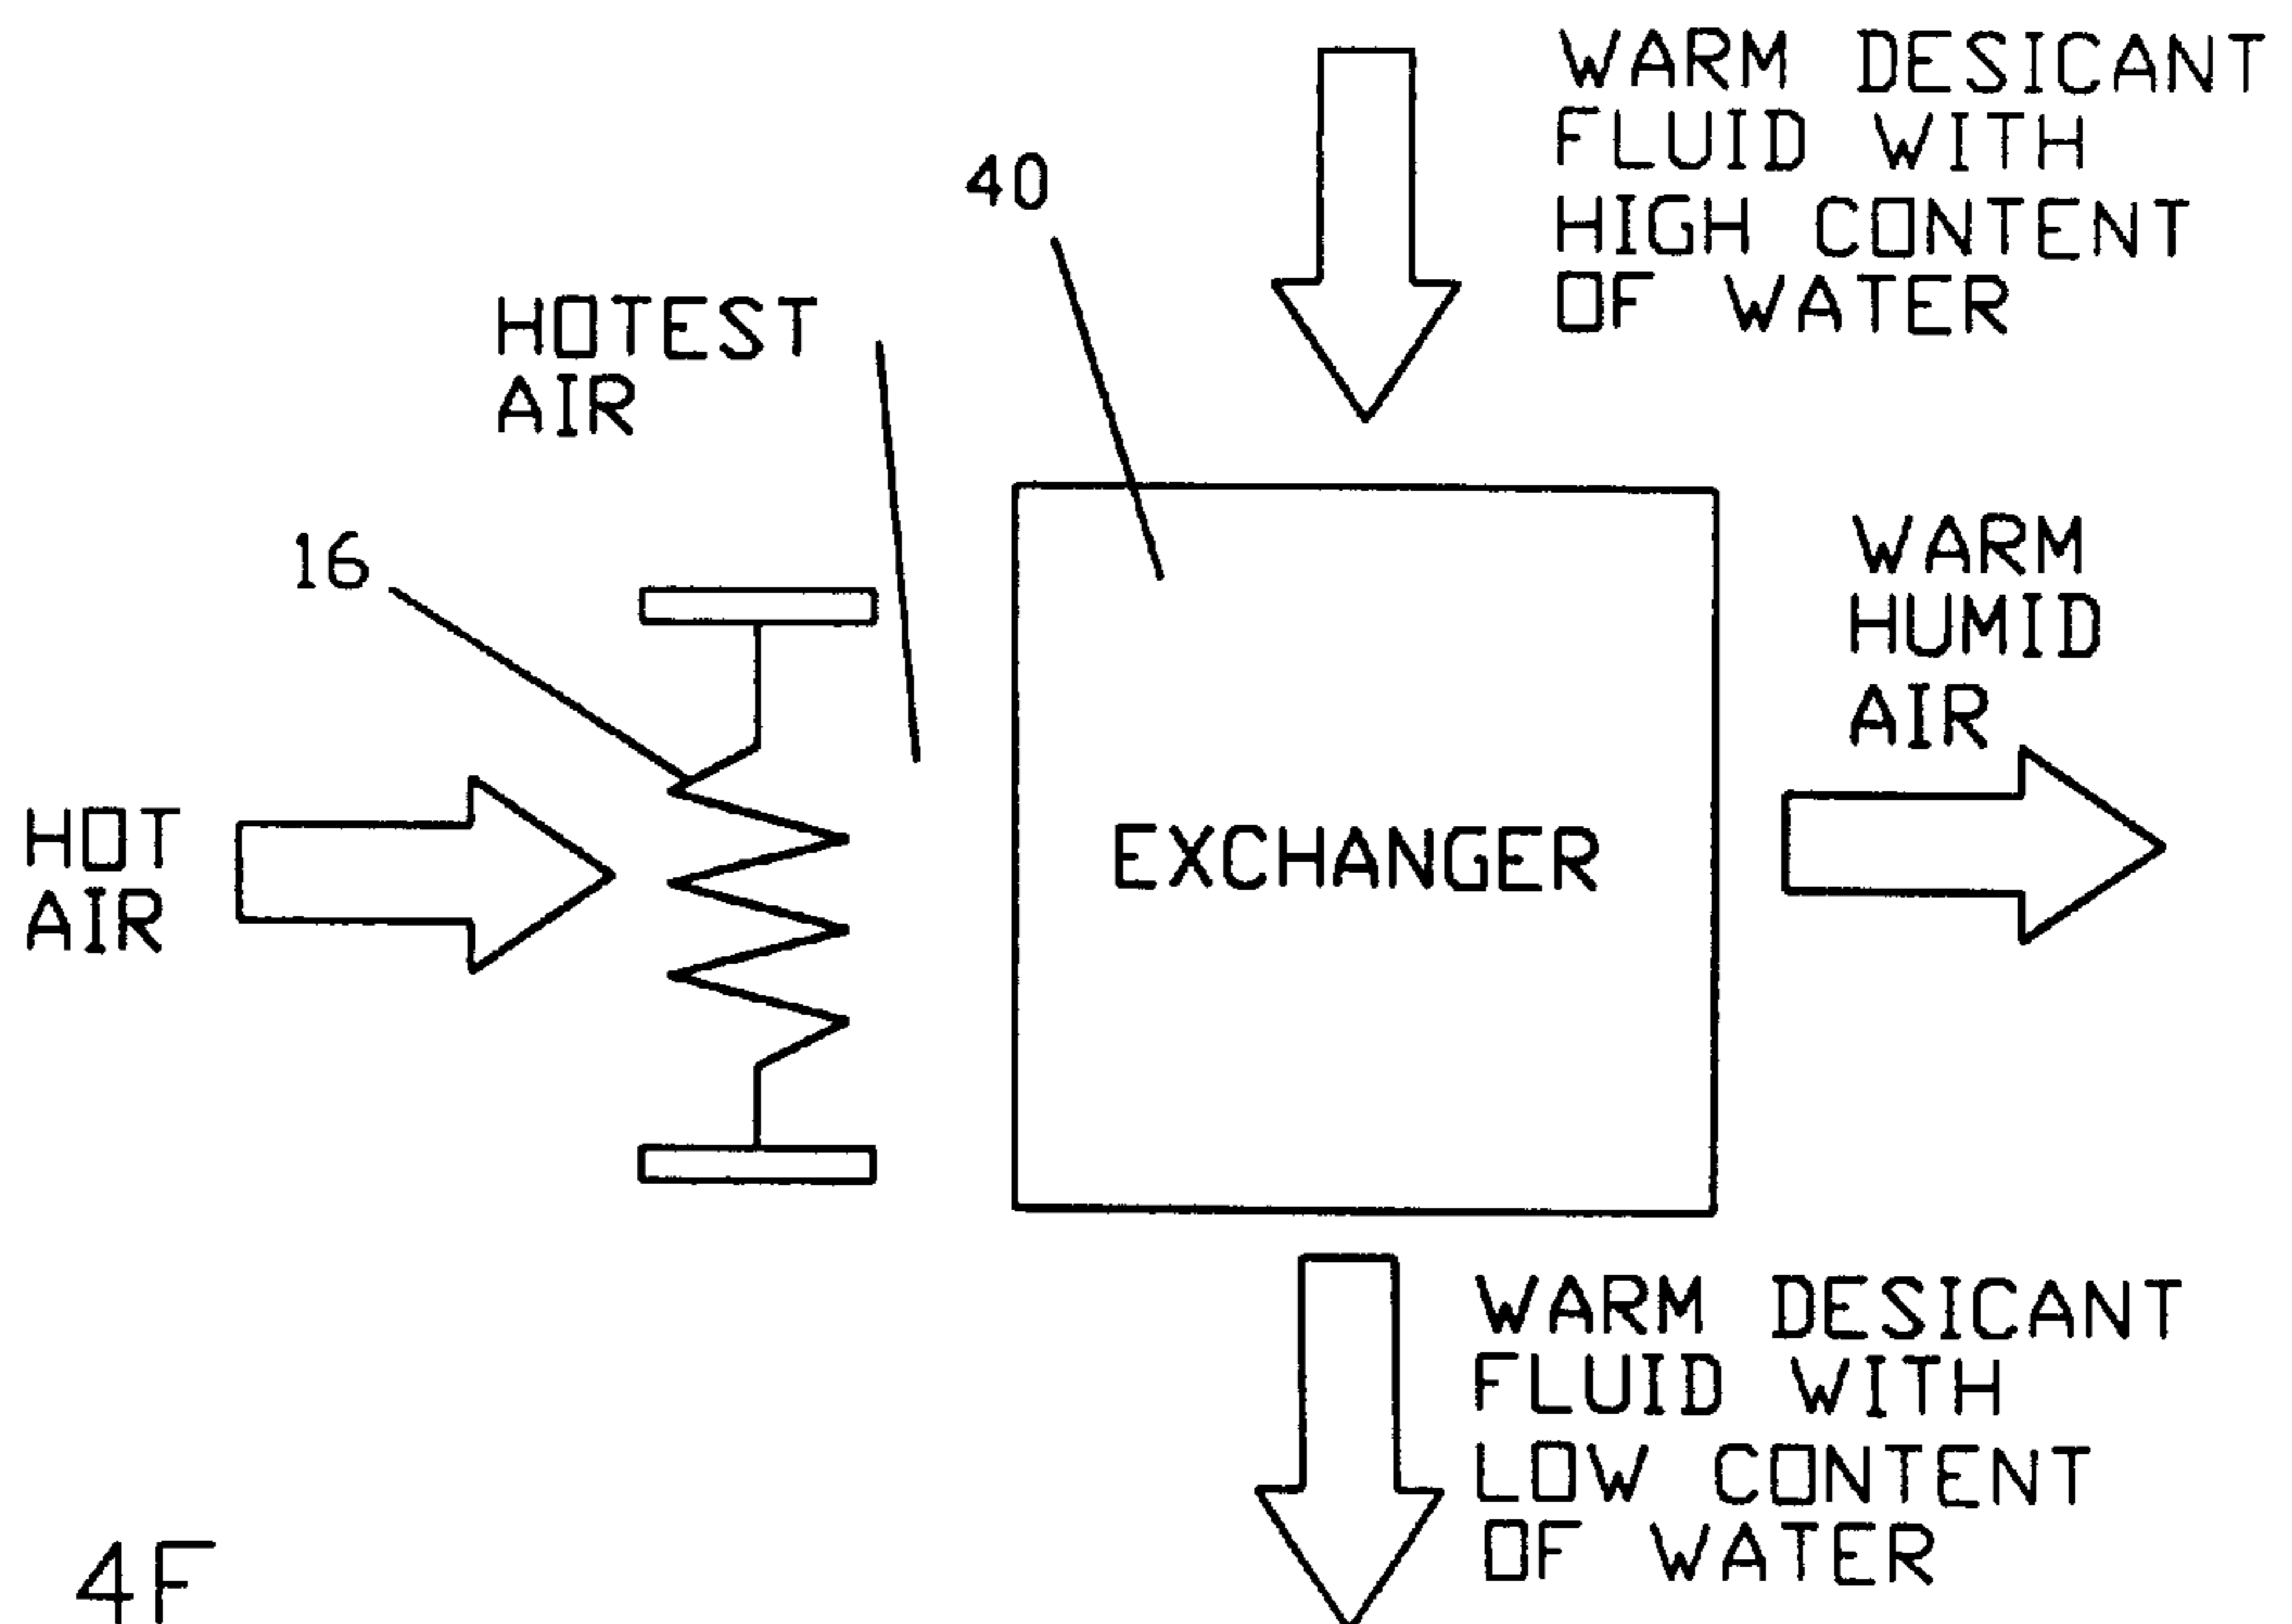 WARM DESICANT
FLUID WITH
HIGH CONTENT
OF WATER
40
HOTEST
AIR
16
WARM
HUMID
AIR
HOT
AIR
EXCHANGER
WARM DESICANT
FLUID WITH
LOW CONTENT
OF WATER
4F